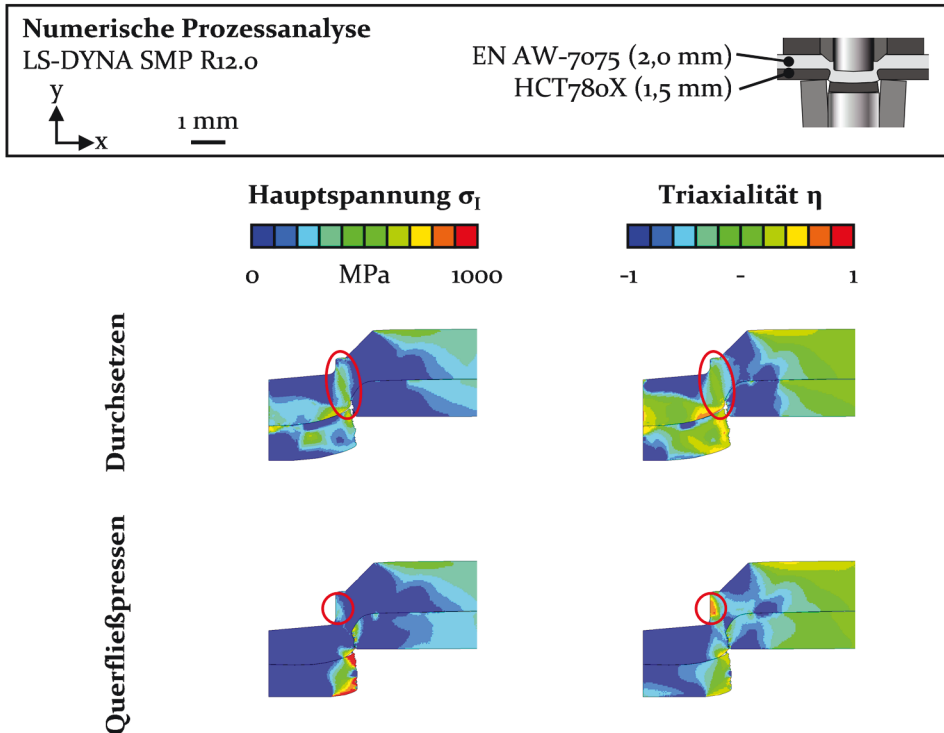 Numerische Prozessanalyse
LS-DYNA SMP R12.0
y
x
1 mm
EN AW-7075 (2,0 mm)
HCT780X (1,5 mm)
Hauptspannung σI
Triaxialität η
0 MPa 1000
-1 - 1
Durchsetzen
Querfließpressen